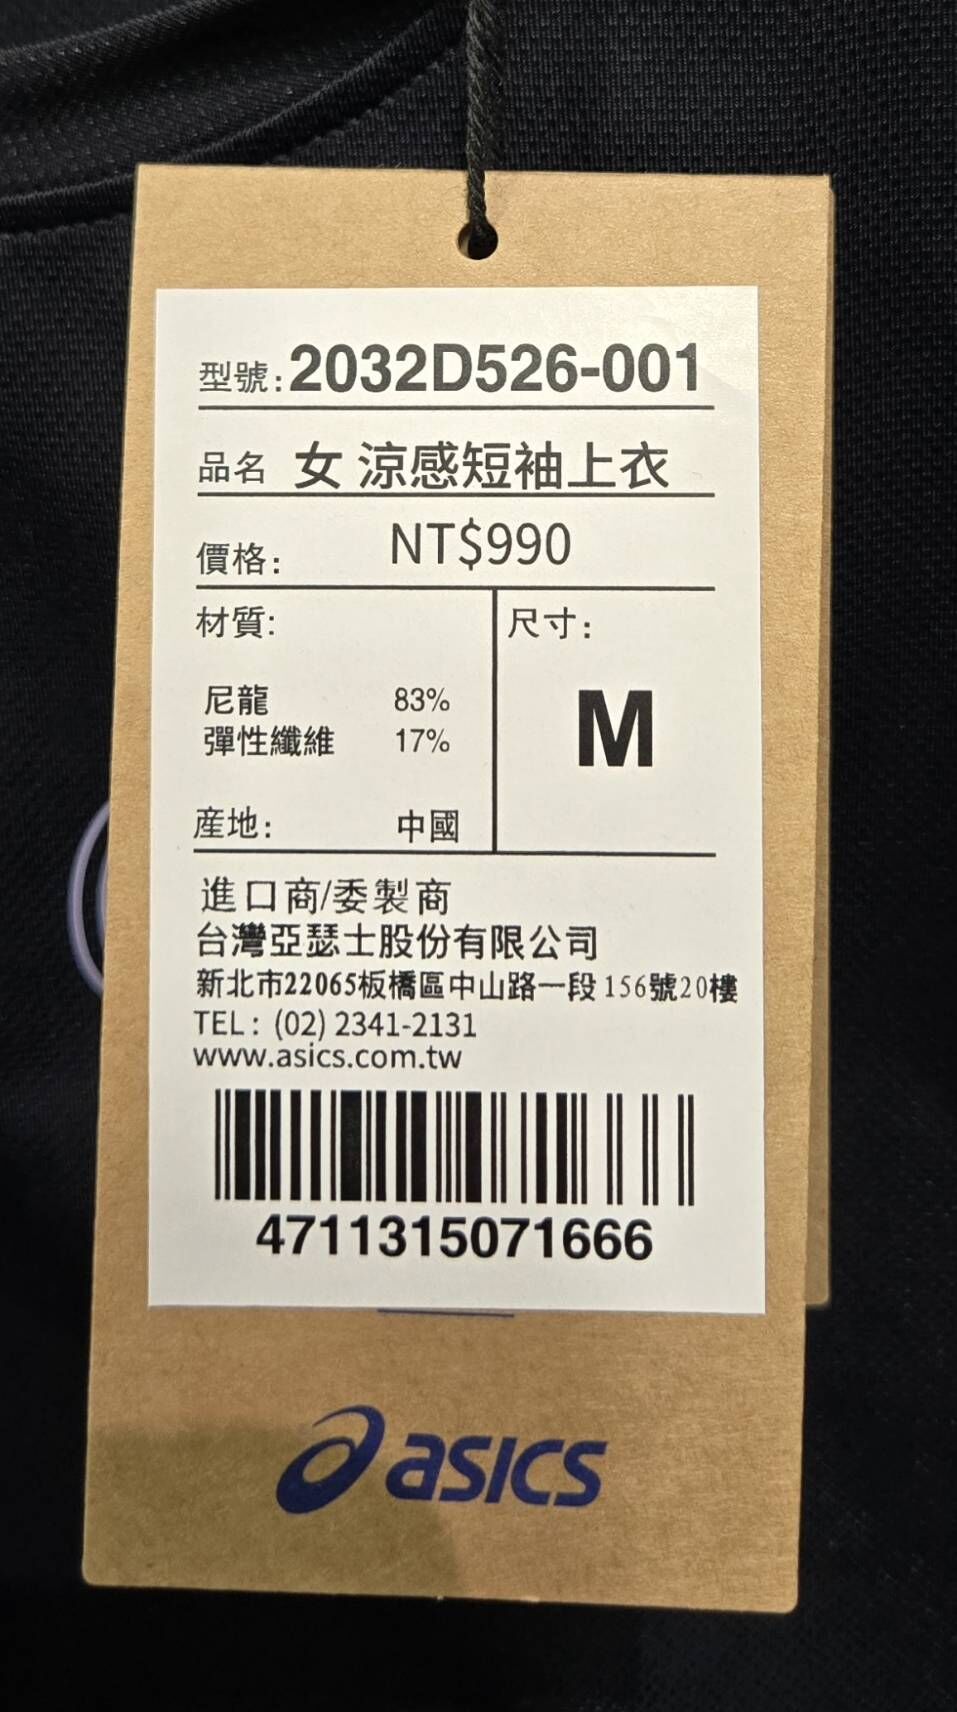 型號:2032D526-001
品名 女 涼感短袖上衣
價格: NT$990
材質: 尺寸:
尼龍 83%
彈性纖維 17%
M
産地: 中國
進口商/委製商
台灣亞瑟士股份有限公司
新北市22065板橋區中山路一段156號20樓
TEL: (02) 2341-2131
www.asics.com.tw
4711315071666
asics